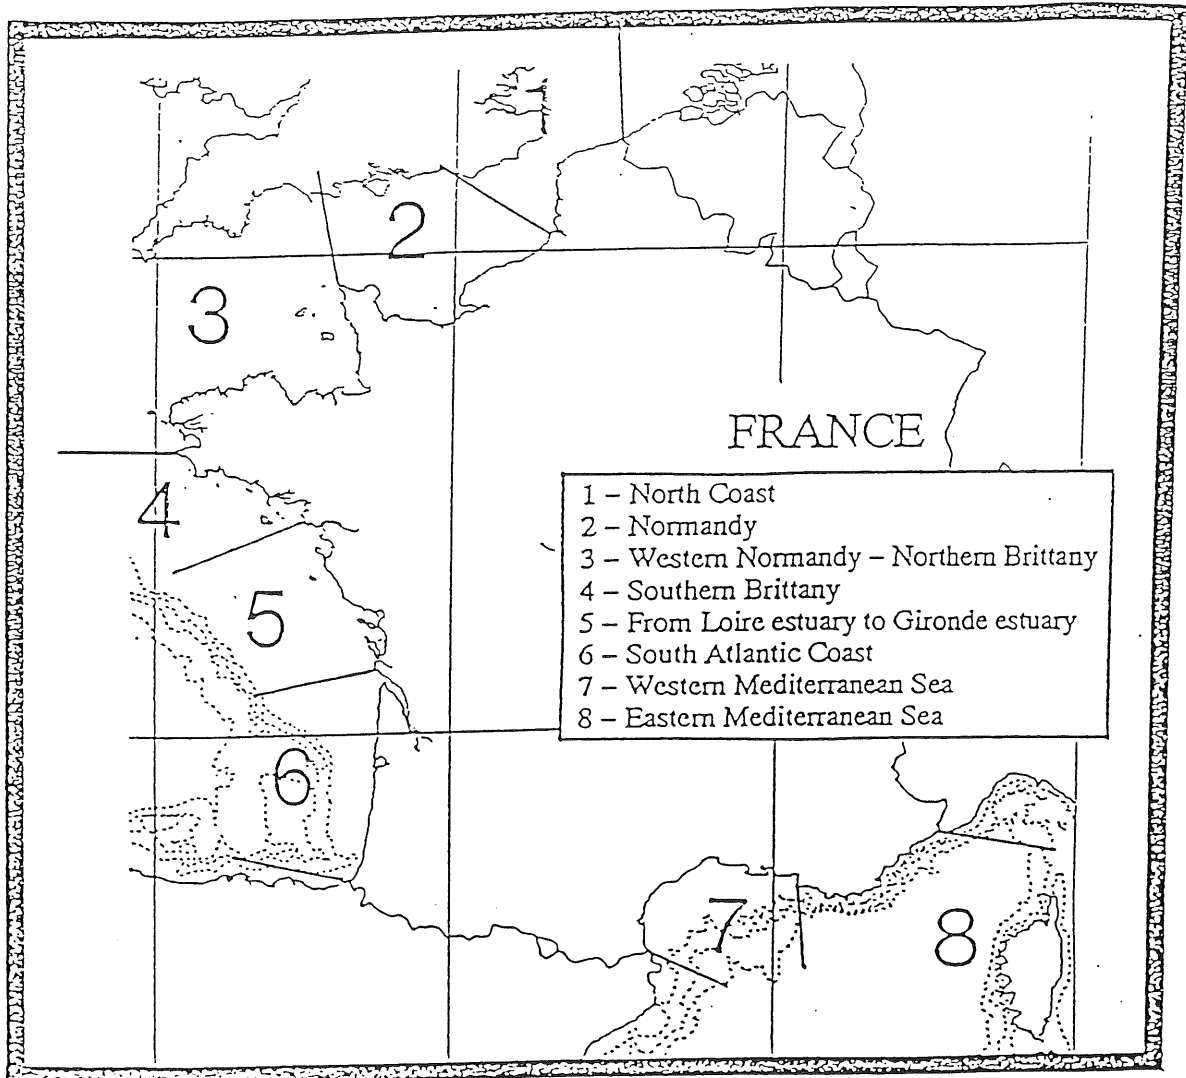 2
3
FRANCE
1 – North Coast
2 – Normandy
3 – Western Normandy – Northern Brittany
4 – Southern Brittany
5 – From Loire estuary to Gironde estuary
6 – South Atlantic Coast
7 – Western Mediterranean Sea
8 – Eastern Mediterranean Sea
4
5
6
7
8